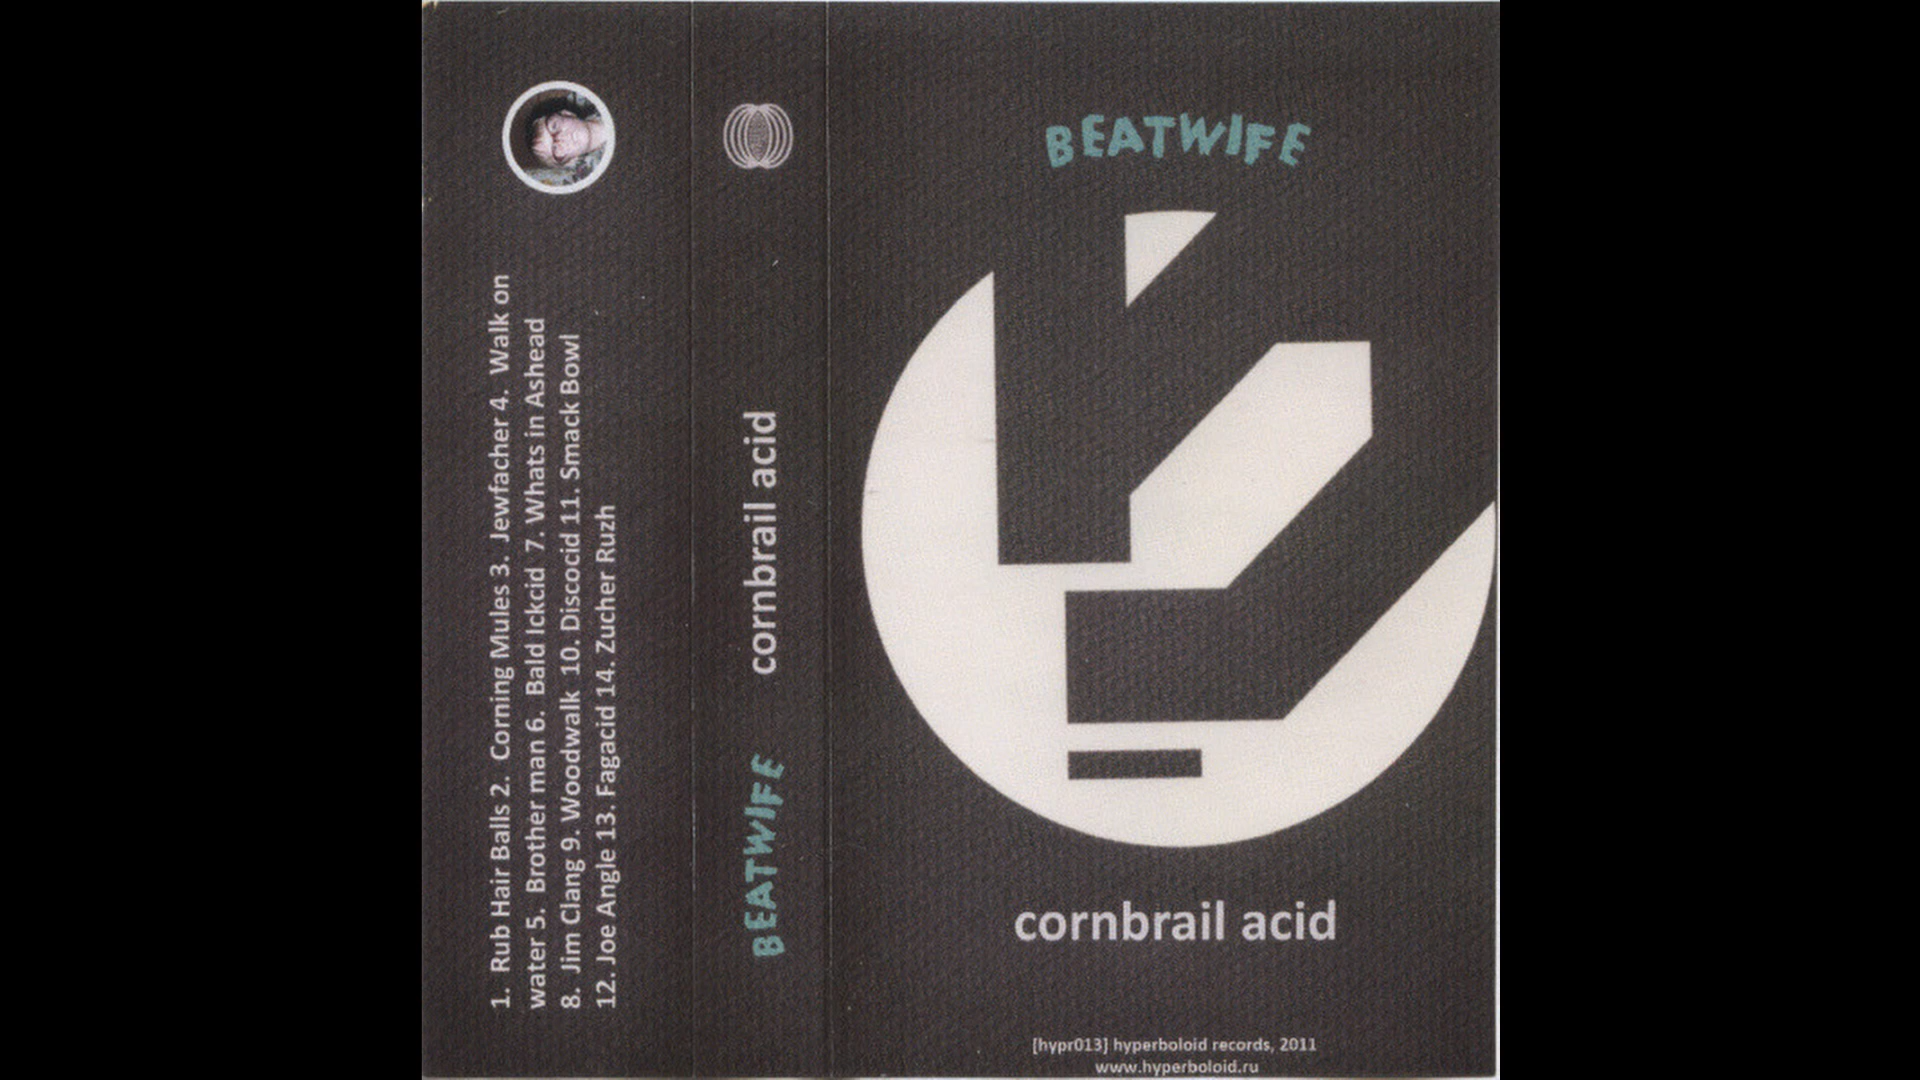 1. Rub Hair Balls 2. Corning Mules 3. Jewfacher 4. Walk on
water 5. Brother man 6. Bald Ickcid 7. Whats in Ashead
8. Jim Clang 9. Woodwalk 10. Discocid 11. Smack Bowl
12. Joe Angle 13. Fagacid 14. Zucher Ruzh
BEATWIFE cornbrail acid
BEATWIFE
cornbrail acid
[hypr013] hyperboloid records, 2011
www.hyperboloid.ru